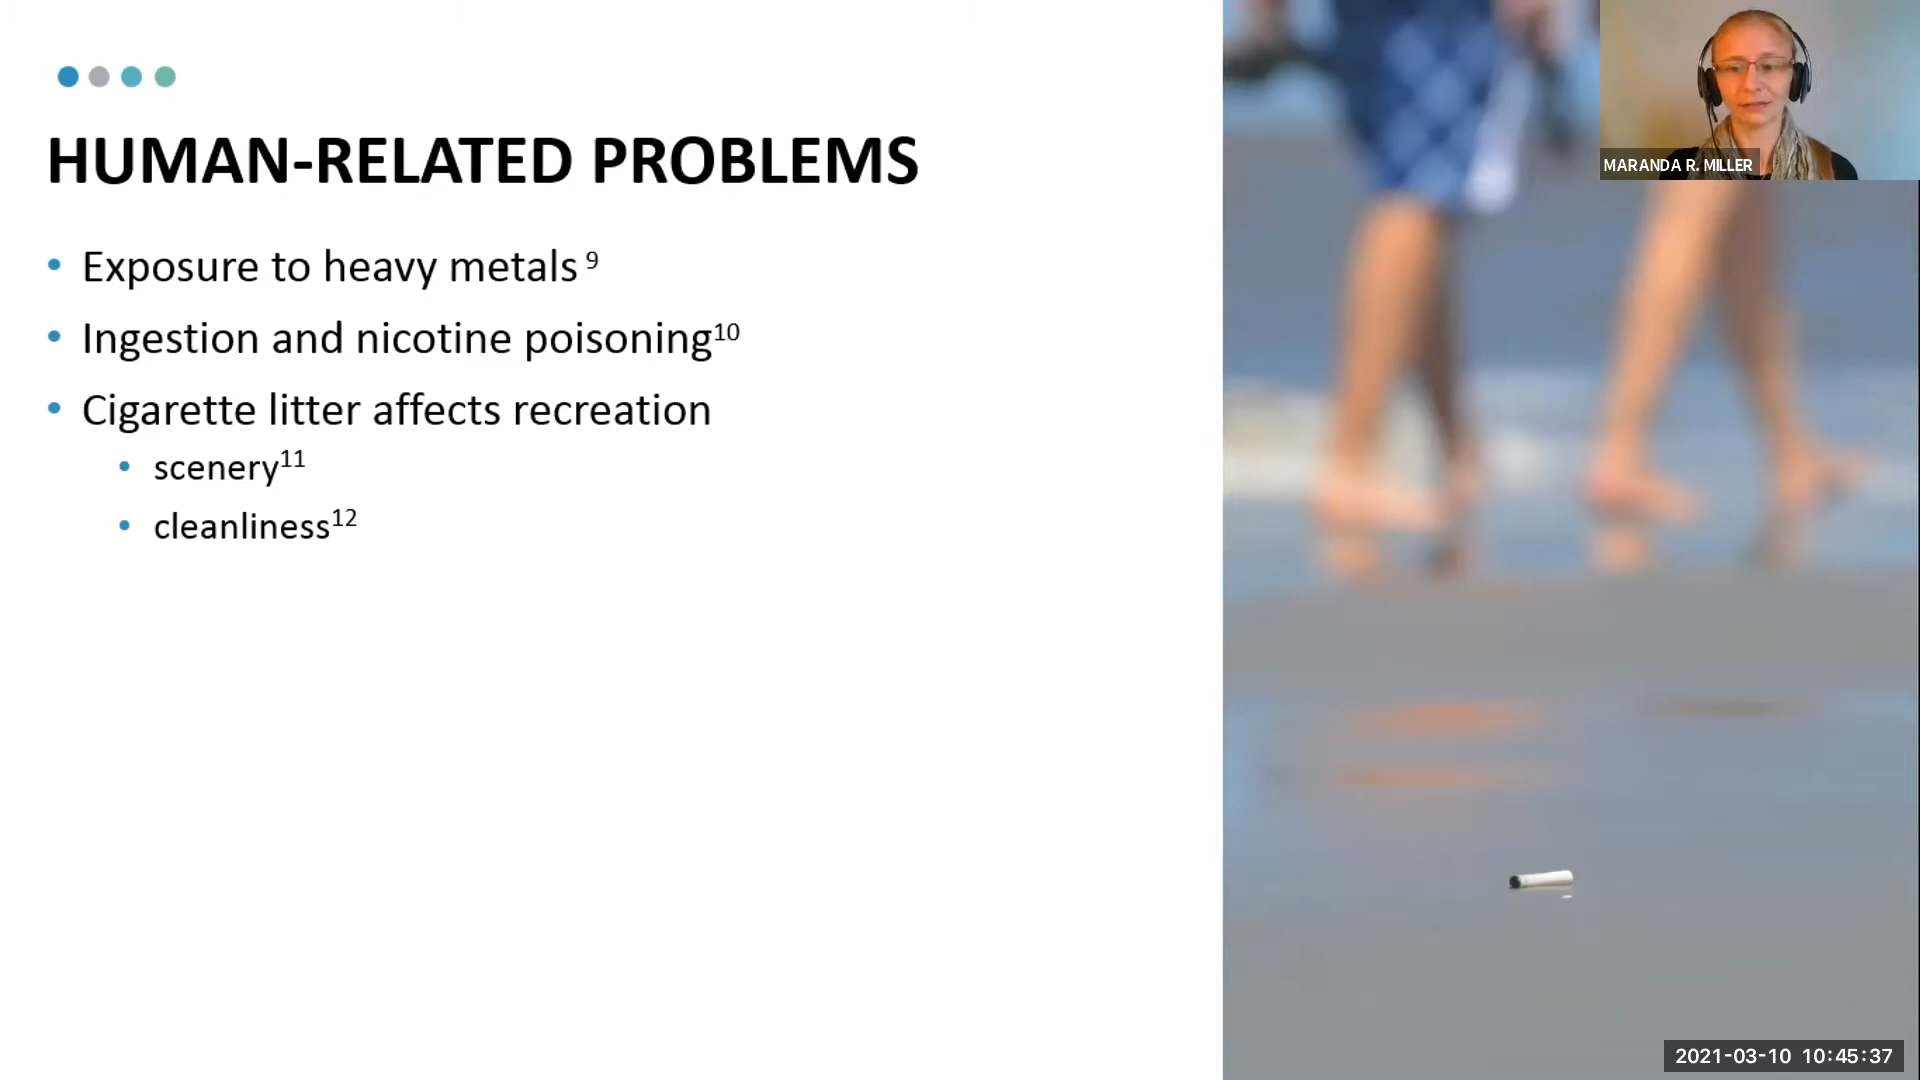 HUMAN-RELATED PROBLEMS
• Exposure to heavy metals ⁹
• Ingestion and nicotine poisoning¹⁰
• Cigarette litter affects recreation
• scenery¹¹
• cleanliness¹²
MARANDA R. MILLER
2021-03-10 10:45:37